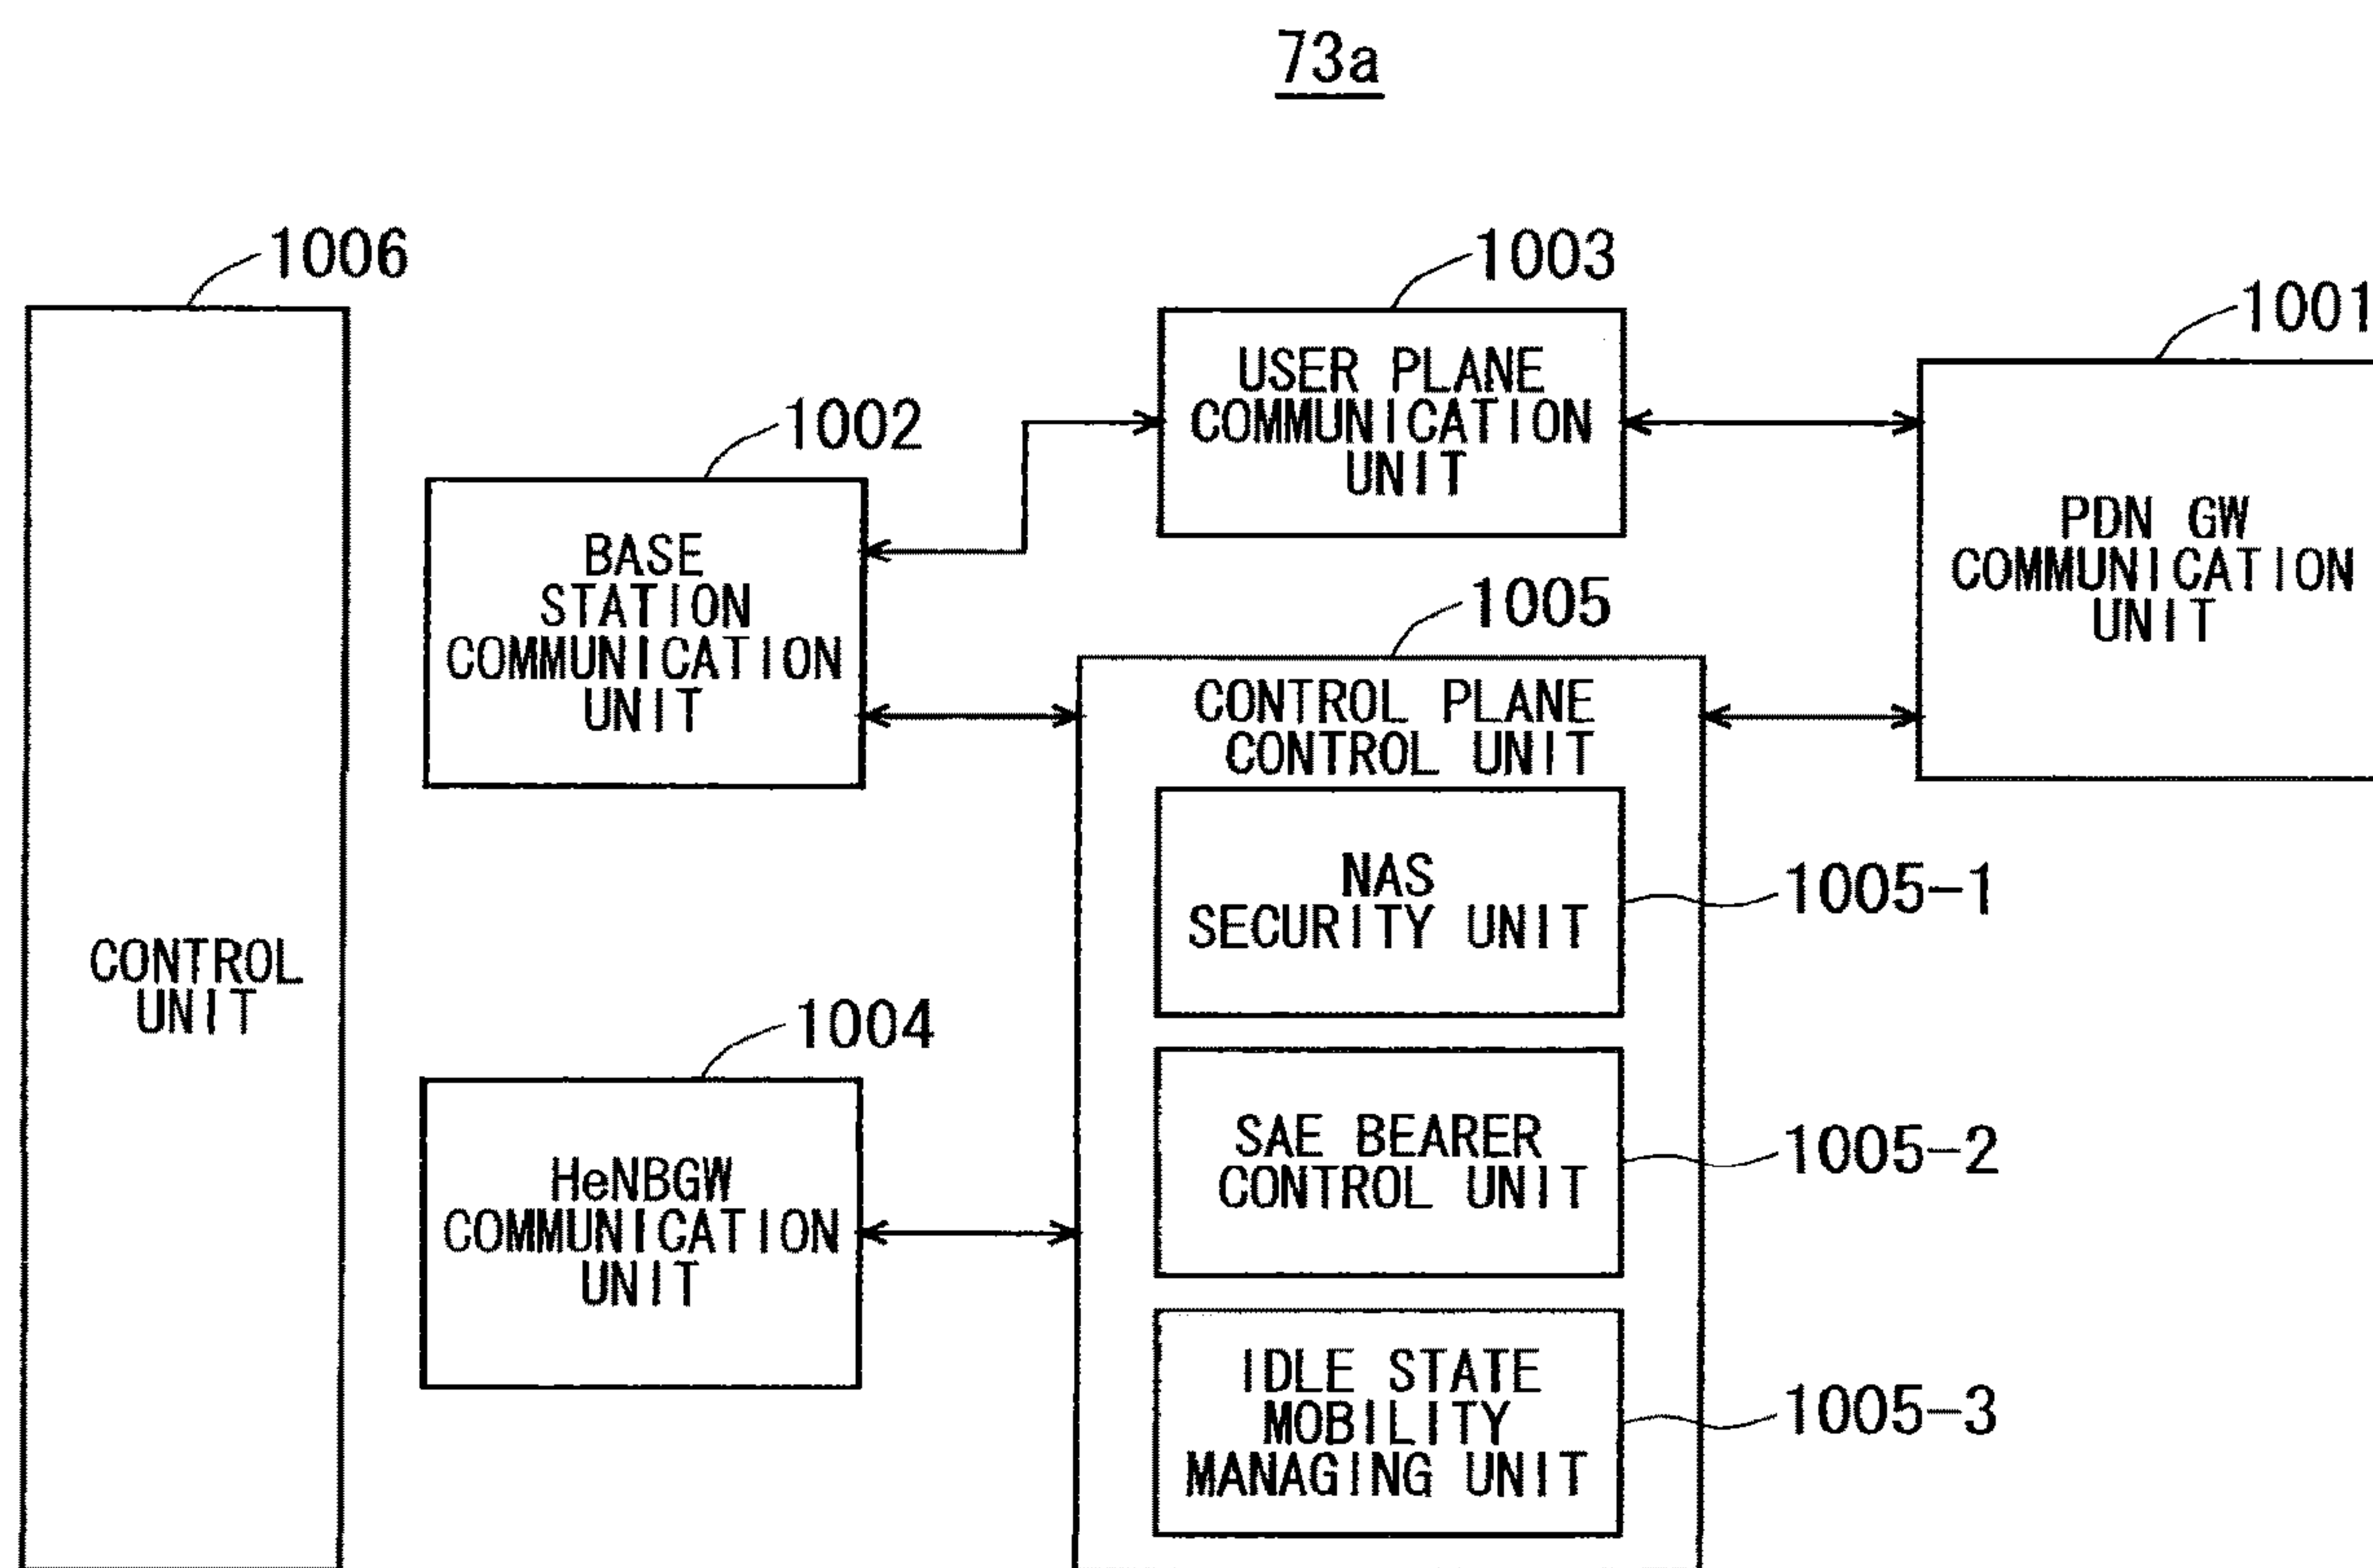 73a
1006
1003
1001
1002
USER PLANE
COMMUNICATION
UNIT
BASE
STATION
COMMUNICATION
UNIT
PDN GW
COMMUNICATION
UNIT
1005
CONTROL PLANE
CONTROL UNIT
NAS
SECURITY UNIT
1005-1
CONTROL
UNIT
1004
SAE BEARER
CONTROL UNIT
1005-2
HeNBGW
COMMUNICATION
UNIT
IDLE STATE
MOBILITY
MANAGING UNIT
1005-3